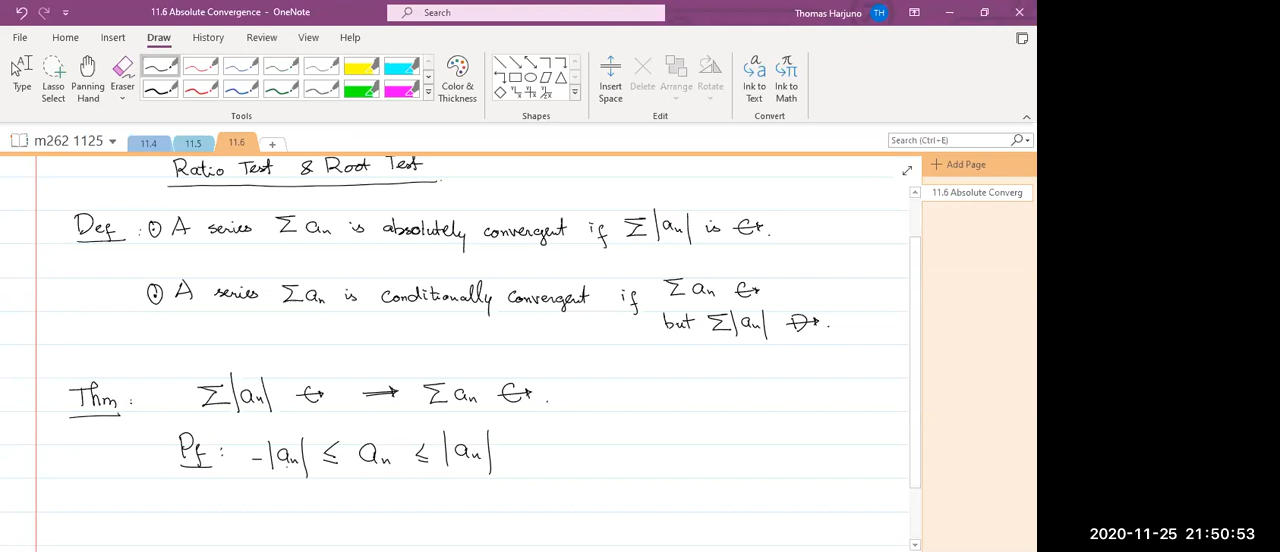 11.6 Absolute Convergence - OneNote
Search
Thomas Harjuno TH
File Home Insert Draw History Review View Help
Type Lasso Select Panning Hand Eraser Color & Thickness Insert Space Delete Arrange Rotate Ink to Text Ink to Math
Tools Shapes Edit Convert
m262 1125 11.4 11.5 11.6 Search (Ctrl+E)
Add Page
11.6 Absolute Converg
Ratio Test & Root Test
Def : ① A series Σ an is absolutely convergent if Σ |an| is C.
② A series Σ an is conditionally convergent if Σ an C
but Σ |an| D.
Thm : Σ |an| C → Σ an C.
Pf : -|an| ≤ an ≤ |an|
2020-11-25 21:50:53